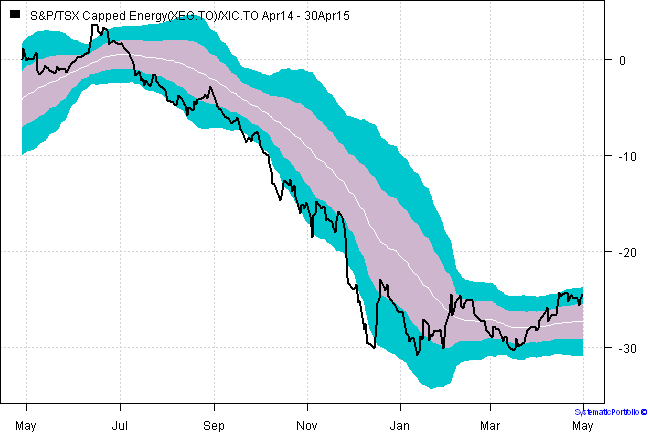 S&P/TSX Capped Energy(XEG.TO)/XIC.TO Apr14 - 30Apr15
0
-10
-20
-30
SystematicPortfolio ©
May Jul Sep Nov Jan Mar May